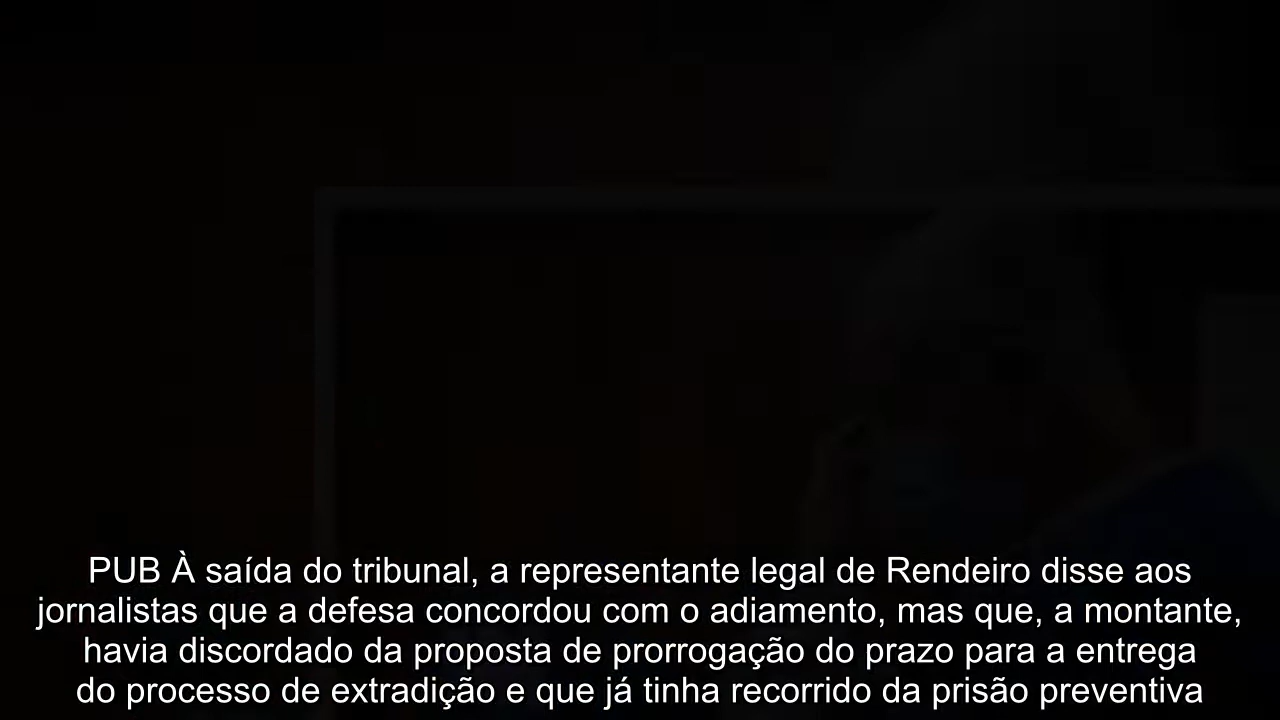 PUB À saída do tribunal, a representante legal de Rendeiro disse aos
jornalistas que a defesa concordou com o adiamento, mas que, a montante,
havia discordado da proposta de prorrogação do prazo para a entrega
do processo de extradição e que já tinha recorrido da prisão preventiva